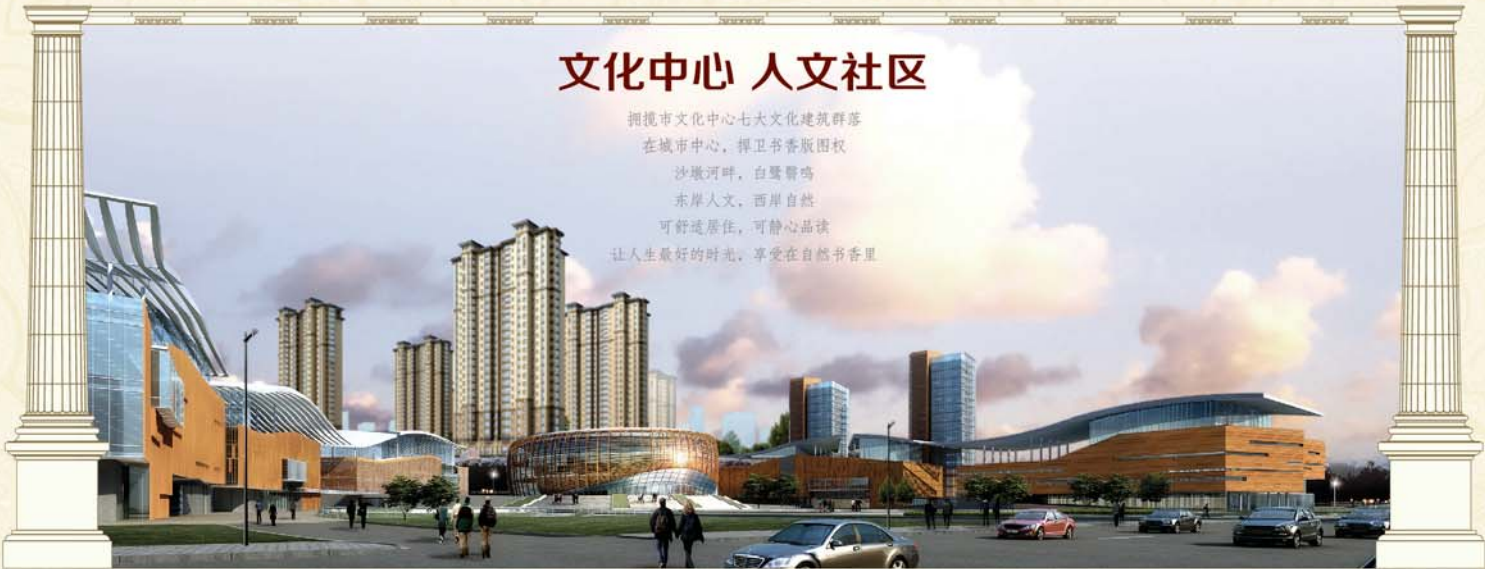 文化中心 人文社区
拥揽市文化中心七大文化建筑群落
在城市中心，捍卫书香版图权
沙墩河畔，白鹭翳鸣
东岸人文、西岸自然
可舒适居住，可静心品读
让人生最好的时光，享受在自然书香里